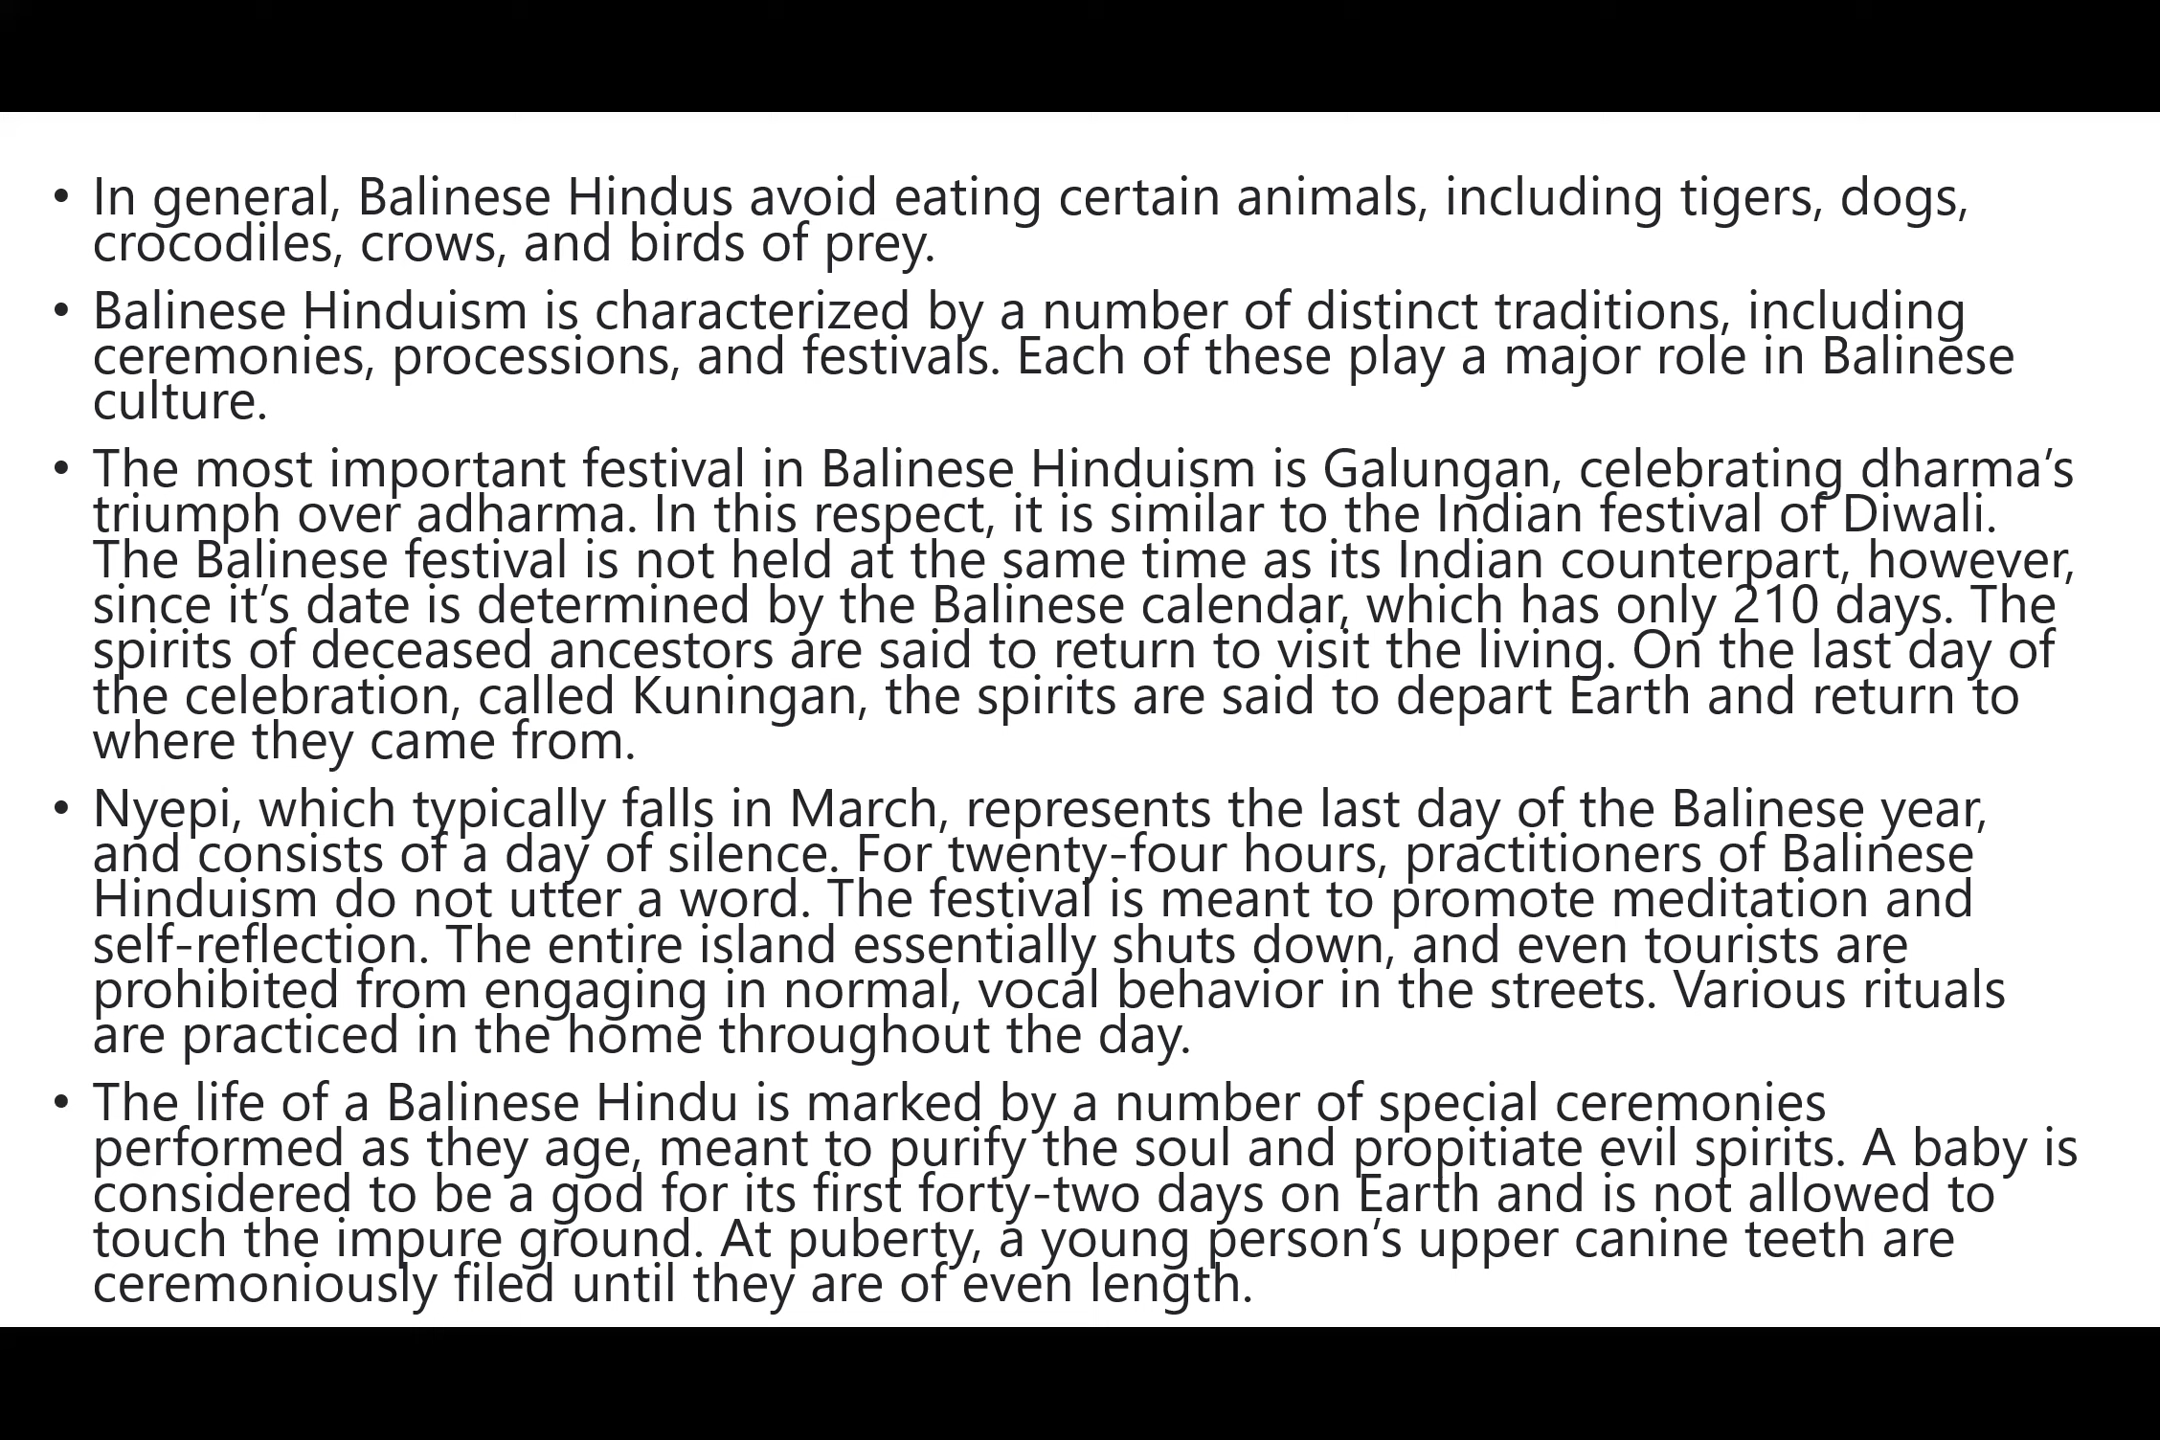 • In general, Balinese Hindus avoid eating certain animals, including tigers, dogs,
crocodiles, crows, and birds of prey.
• Balinese Hinduism is characterized by a number of distinct traditions, including
ceremonies, processions, and festivals. Each of these play a major role in Balinese
culture.
• The most important festival in Balinese Hinduism is Galungan, celebrating dharma’s
triumph over adharma. In this respect, it is similar to the Indian festival of Diwali.
The Balinese festival is not held at the same time as its Indian counterpart, however,
since it’s date is determined by the Balinese calendar, which has only 210 days. The
spirits of deceased ancestors are said to return to visit the living. On the last day of
the celebration, called Kuningan, the spirits are said to depart Earth and return to
where they came from.
• Nyepi, which typically falls in March, represents the last day of the Balinese year,
and consists of a day of silence. For twenty-four hours, practitioners of Balinese
Hinduism do not utter a word. The festival is meant to promote meditation and
self-reflection. The entire island essentially shuts down, and even tourists are
prohibited from engaging in normal, vocal behavior in the streets. Various rituals
are practiced in the home throughout the day.
• The life of a Balinese Hindu is marked by a number of special ceremonies
performed as they age, meant to purify the soul and propitiate evil spirits. A baby is
considered to be a god for its first forty-two days on Earth and is not allowed to
touch the impure ground. At puberty, a young person’s upper canine teeth are
ceremoniously filed until they are of even length.